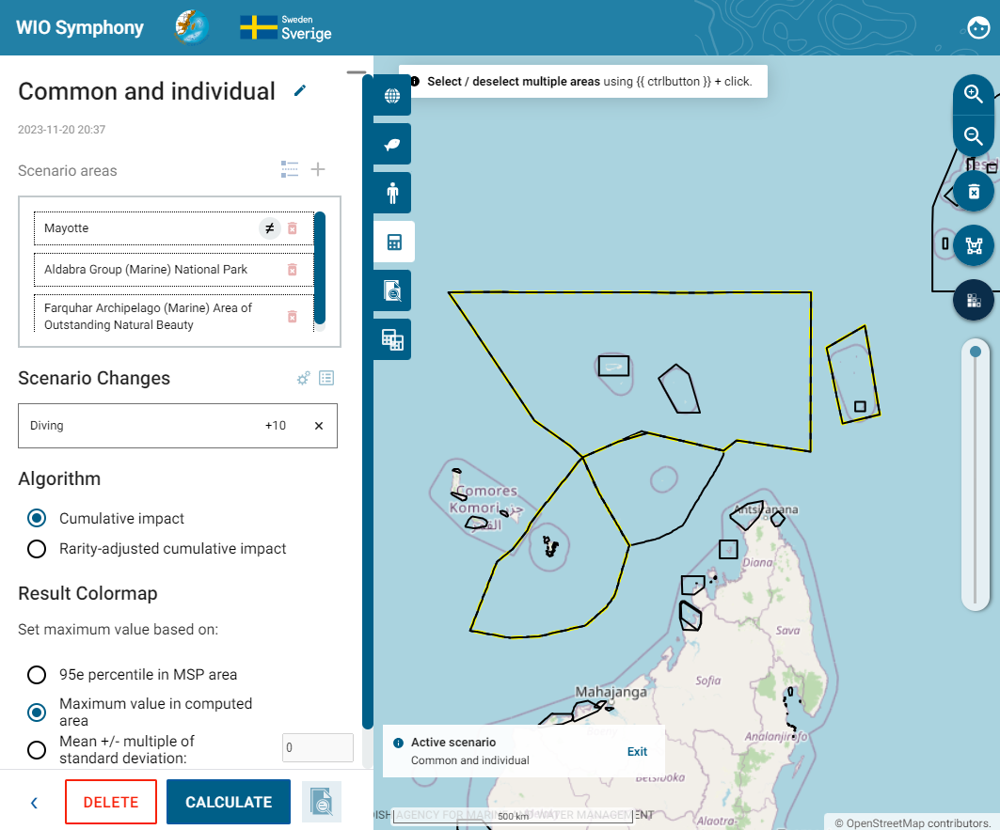 WIO Symphony
Sweden
Sverige
Common and individual
2023-11-20 20:37
Scenario areas
Mayotte
≠
Aldabra Group (Marine) National Park
Farquhar Archipelago (Marine) Area of
Outstanding Natural Beauty
Scenario Changes
Diving +10 ×
Algorithm
Cumulative impact
Rarity-adjusted cumulative impact
Result Colormap
Set maximum value based on:
95e percentile in MSP area
Maximum value in computed
area
Mean +/- multiple of
standard deviation:
0
DELETE
CALCULATE
Select / deselect multiple areas using {{ ctrlbutton }} + click.
Comores
Komori
Antsiranana
Diana
Sava
Sofia
Mahajanga
Analanjirofo
Betsiboka
Alaotra-
Active scenario
Common and individual
Exit
AGENCY FOR MARINE AND WATER MANAGEMENT
500 km
© OpenStreetMap contributors.